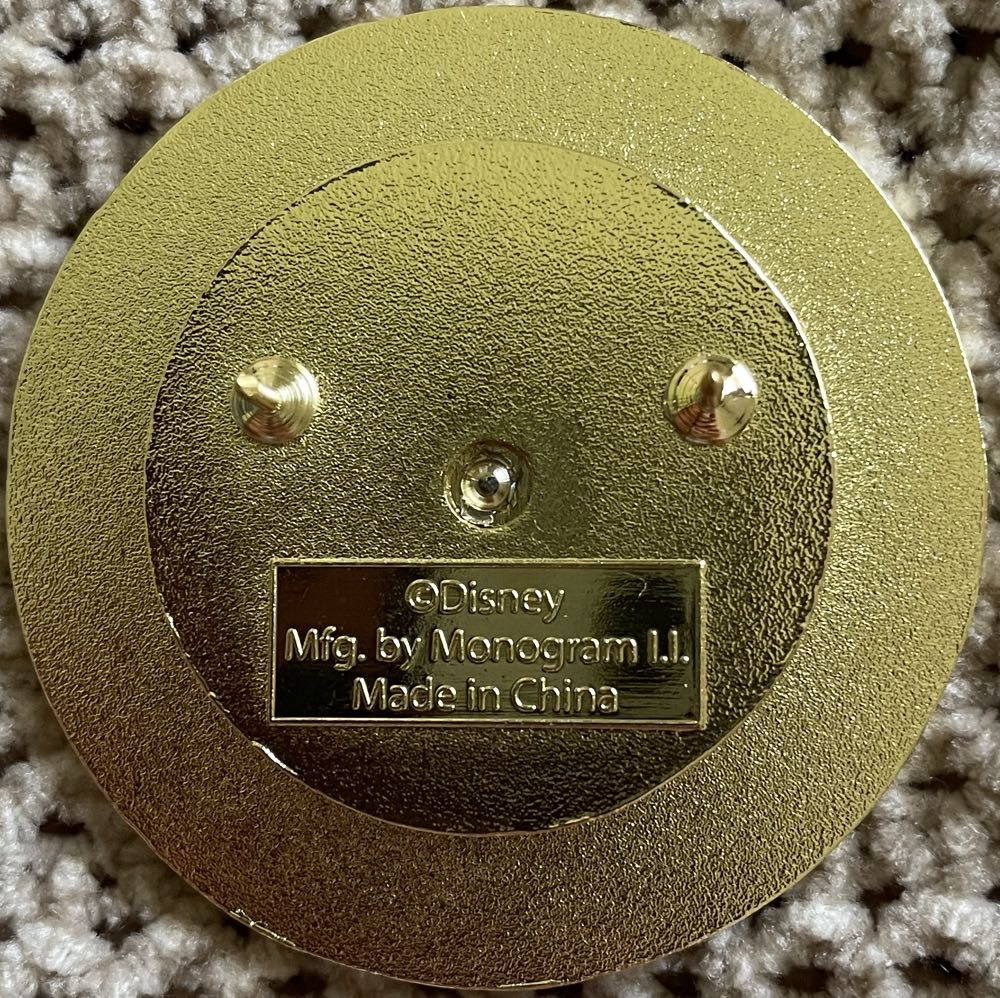 ©Disney
Mfg. by Monogram I.I.
Made in China